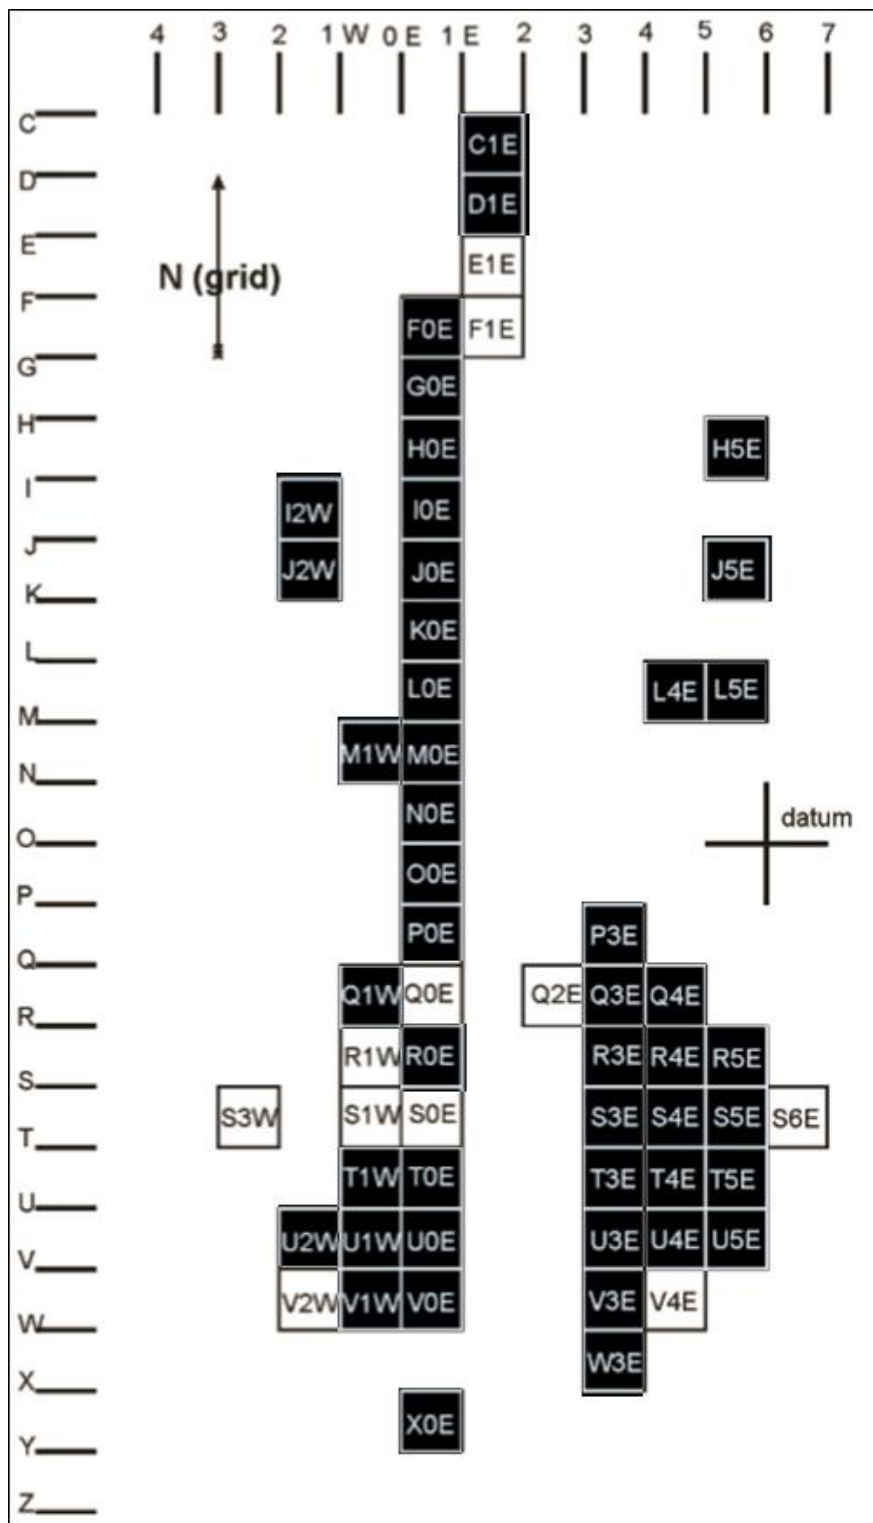 4 3 2 1 W 0 E 1 E 2 3 4 5 6 7
C
C1E
D
D1E
E
N (grid)
E1E
F
F0E F1E
G
G0E
H
H0E H5E
I
I2W I0E
J
J2W J0E J5E
K
K0E
L
L0E L4E L5E
M
M1W M0E
N
N0E
datum
O
O0E
P
P0E P3E
Q
Q1W Q0E Q2E Q3E Q4E
R
R1W R0E R3E R4E R5E
S
S3W S1W S0E S3E S4E S5E S6E
T
T1W T0E T3E T4E T5E
U
U2W U1W U0E U3E U4E U5E
V
V2W V1W V0E V3E V4E
W
W3E
X
X0E
Y
Z